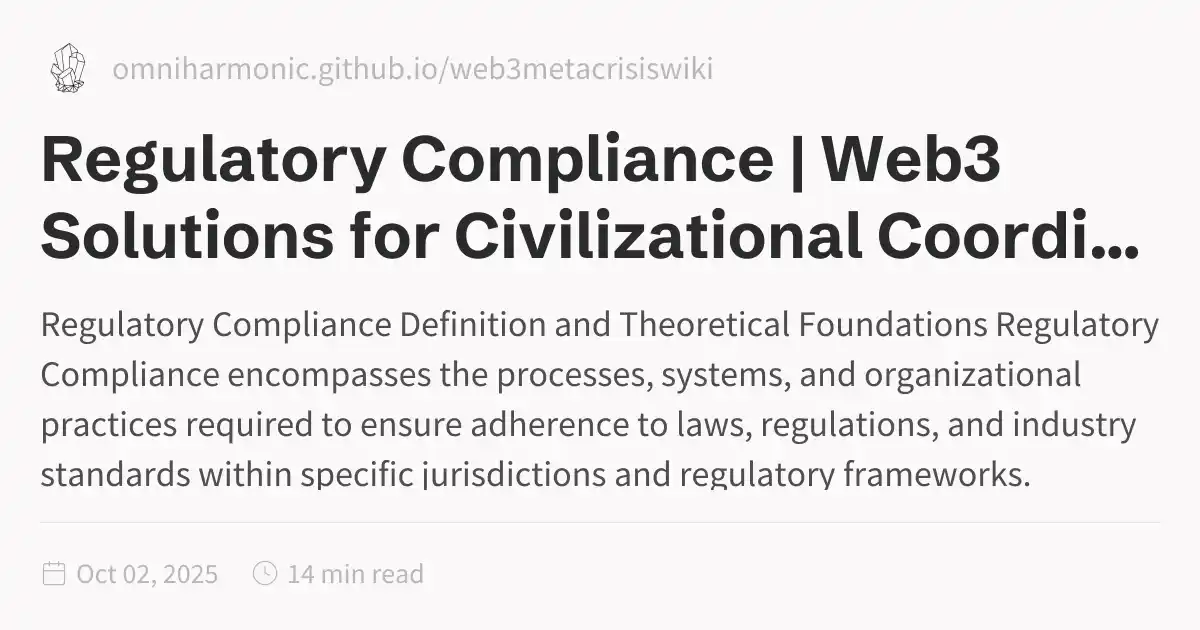 omniharmonic.github.io/web3metacrisiswiki
Regulatory Compliance | Web3
Solutions for Civilizational Coordi...
Regulatory Compliance Definition and Theoretical Foundations Regulatory
Compliance encompasses the processes, systems, and organizational
practices required to ensure adherence to laws, regulations, and industry
standards within specific jurisdictions and regulatory frameworks.
Oct 02, 2025 14 min read